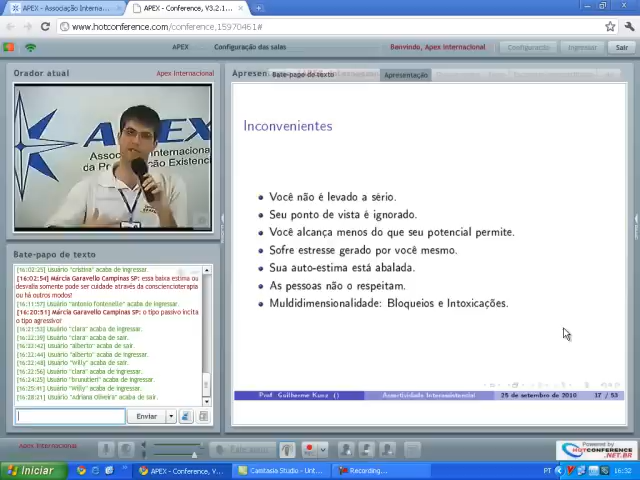 APEX - Associação Interna...
APEX - Conference, V3.2.1...
www.hotconference.com/conference,15970461#
APEX
Configuração das salas
Benvindo, Apex Internacional
Configuração
Ingresso
Sair
Orador atual
Apex Internacional
APEX
Bate-papo de texto
Apresentação
Inconvenientes
Você não é levado a sério.
Seu ponto de vista é ignorado.
Você alcança menos do que seu potencial permite.
Sofre estresse gerado por você mesmo.
Sua auto-estima está abalada.
As pessoas não o respeitam.
Muldidimensionalidade: Bloqueios e Intoxicações.
Prof Guilherme Kunz ()
Assertividade Interassistencial
25 de setembro de 2010
17 / 53
Bate-papo de texto
[16:02:25] Usuário "cristina" acaba de ingressar.
[16:02:54] Márcia Garavello Campinas SP: essa baixa estima ou
desvalia somente pode ser cuidade através da consciencioterapia
ou há outros modos!
[16:11:57] Usuário "antonio fontenelle" acaba de ingressar.
[16:20:51] Márcia Garavello Campinas SP: o tipo passivo incita
o tipo agressivo!
[16:21:53] Usuário "clara" acaba de ingressar.
[16:22:39] Usuário "clara" acaba de sair.
[16:22:42] Usuário "alberto" acaba de sair.
[16:22:44] Usuário "alberto" acaba de ingressar.
[16:22:48] Usuário "Willy" acaba de sair.
[16:22:56] Usuário "clara" acaba de ingressar.
[16:24:25] Usuário "brunutieri" acaba de ingressar.
[16:25:41] Usuário "Willy" acaba de ingressar.
[16:28:21] Usuário "Adriana Oliveira" acaba de ingressar.
Enviar
Apex Internacional
Powered by
HOTCONFERENCE
.NET.BR
Iniciar
APEX - Conference, V...
Camtasia Studio - Unt...
Recording...
PT
16:32